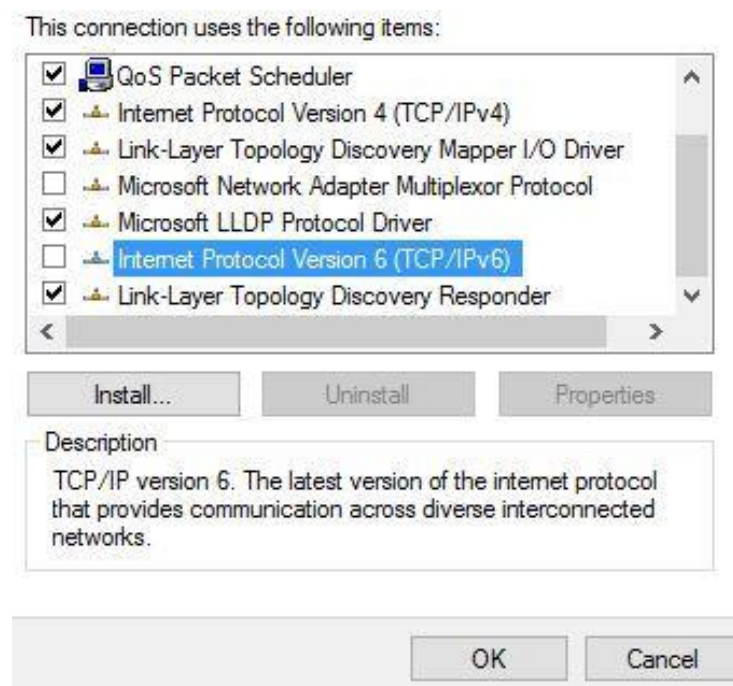 This connection uses the following items:
QoS Packet Scheduler
Internet Protocol Version 4 (TCP/IPv4)
Link-Layer Topology Discovery Mapper I/O Driver
Microsoft Network Adapter Multiplexor Protocol
Microsoft LLDP Protocol Driver
Internet Protocol Version 6 (TCP/IPv6)
Link-Layer Topology Discovery Responder
Install... Uninstall Properties
Description
TCP/IP version 6. The latest version of the internet protocol
that provides communication across diverse interconnected
networks.
OK Cancel